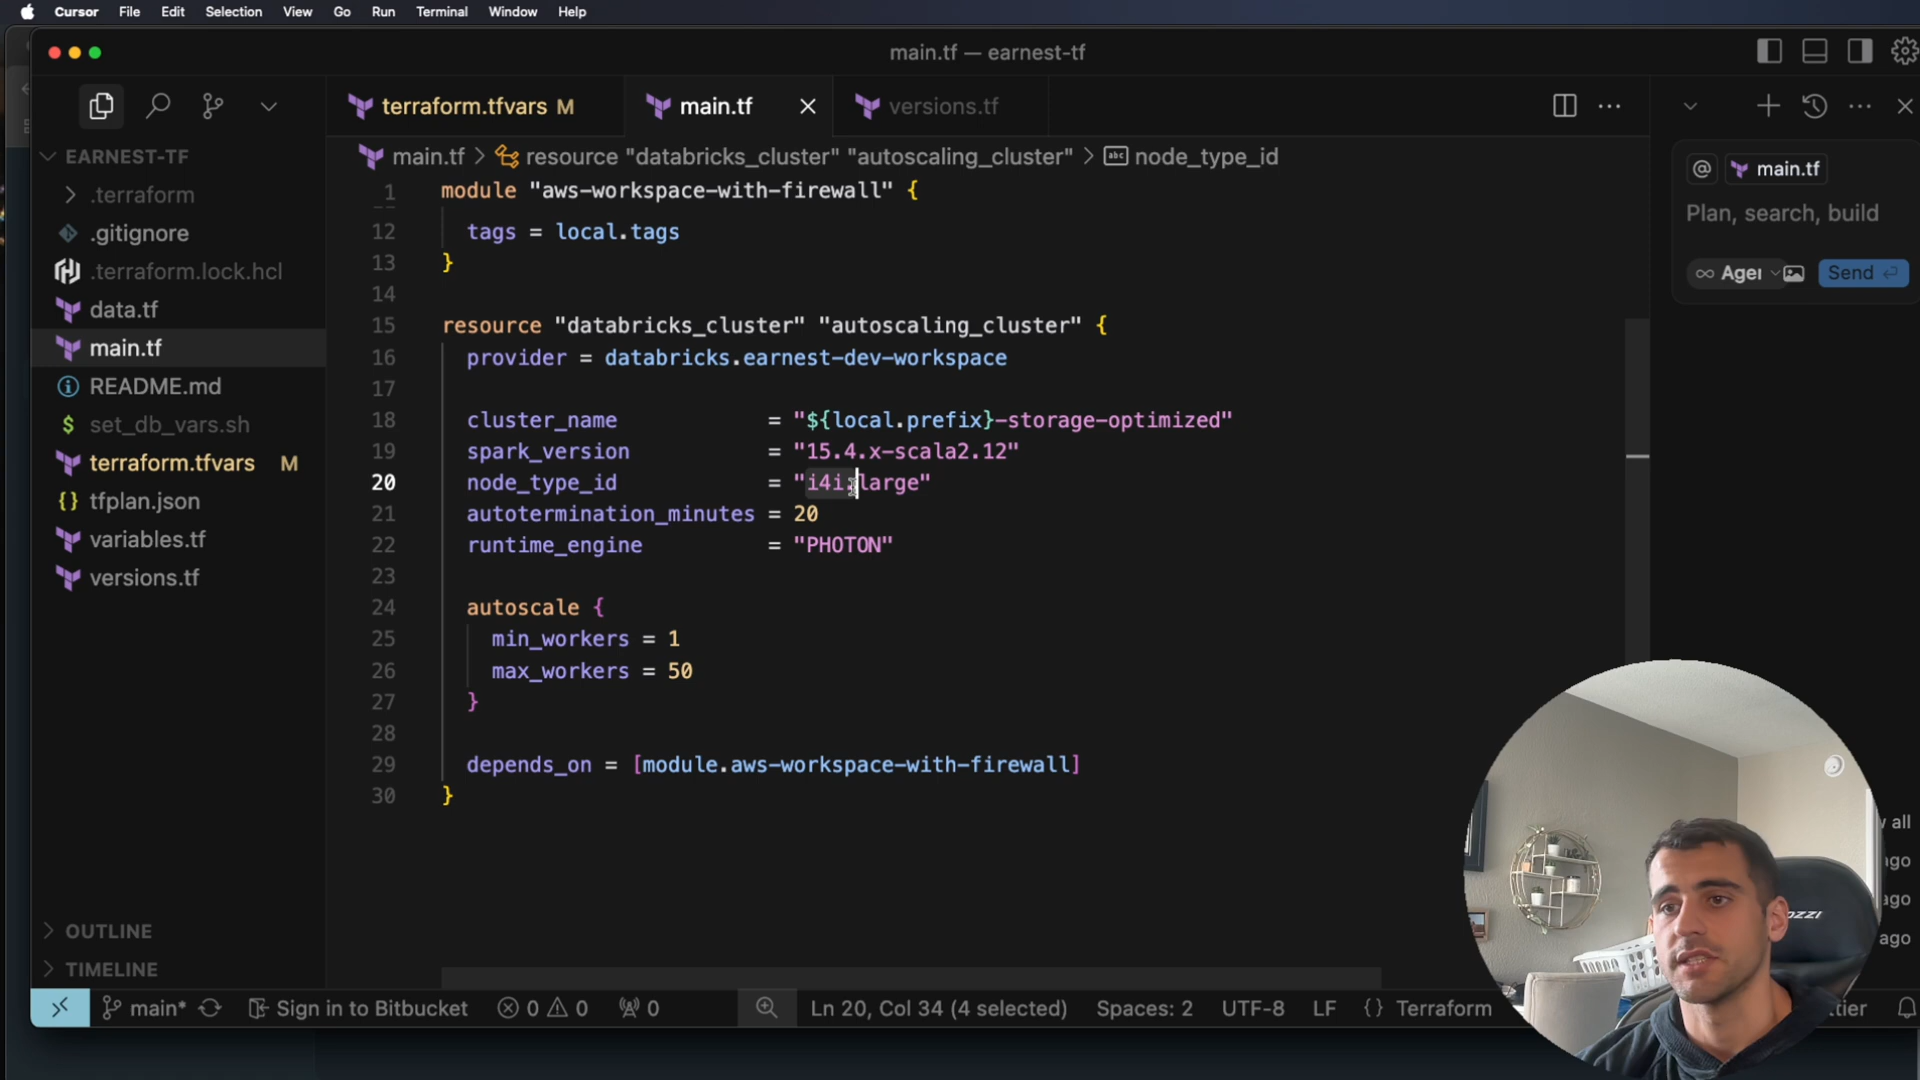 Cursor File Edit Selection View Go Run Terminal Window Help
main.tf — earnest-tf
terraform.tfvars M
main.tf
versions.tf
EARNEST-TF
.terraform
.gitignore
.terraform.lock.hcl
data.tf
main.tf
README.md
set_db_vars.sh
terraform.tfvars M
tfplan.json
variables.tf
versions.tf
OUTLINE
TIMELINE
main.tf > resource "databricks_cluster" "autoscaling_cluster" > abc node_type_id
1 module "aws-workspace-with-firewall" {
12 tags = local.tags
13 }
14
15 resource "databricks_cluster" "autoscaling_cluster" {
16 provider = databricks.earnest-dev-workspace
17
18 cluster_name = "${local.prefix}-storage-optimized"
19 spark_version = "15.4.x-scala2.12"
20 node_type_id = "i4i.large"
21 autotermination_minutes = 20
22 runtime_engine = "PHOTON"
23
24 autoscale {
25 min_workers = 1
26 max_workers = 50
27 }
28
29 depends_on = [module.aws-workspace-with-firewall]
30 }
@ main.tf
Plan, search, build
∞ Agen
Send
all
ago
ago
ago
main* Sign in to Bitbucket 0 0 0 Ln 20, Col 34 (4 selected) Spaces: 2 UTF-8 LF {} Terraform